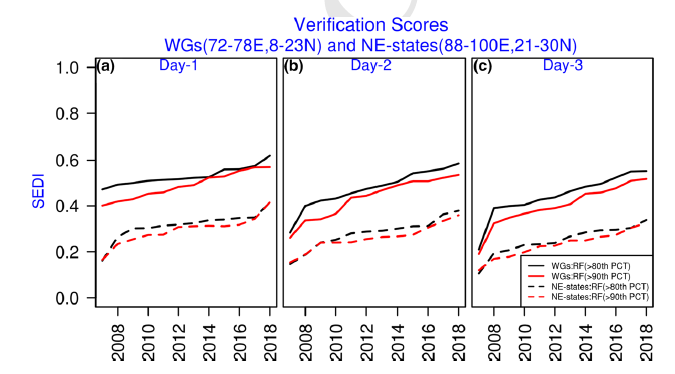 Verification Scores
WGs(72-78E,8-23N) and NE-states(88-100E,21-30N)
(a) Day-1
(b) Day-2
(c) Day-3
SEDI
1.0
0.8
0.6
0.4
0.2
0.0
WGs:RF(>80th PCT)
WGs:RF(>90th PCT)
NE-states:RF(>80th PCT)
NE-states:RF(>90th PCT)
2008 2010 2012 2014 2016 2018
2008 2010 2012 2014 2016 2018
2008 2010 2012 2014 2016 2018